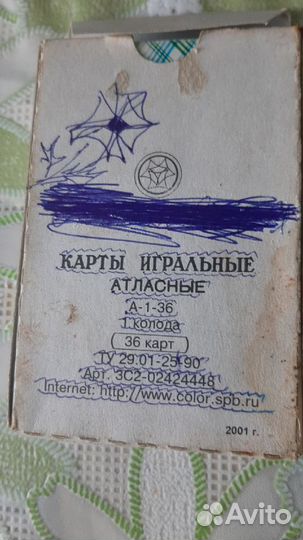 КАРТЫ ИГРАЛЬНЫЕ
АТЛАСНЫЕ
А-1-36
1 колода
36 карт
ТУ 29.01-25-90
Арт. 3С2-02424448
Internet: http://www.color.spb.ru
2001 г.
Avito